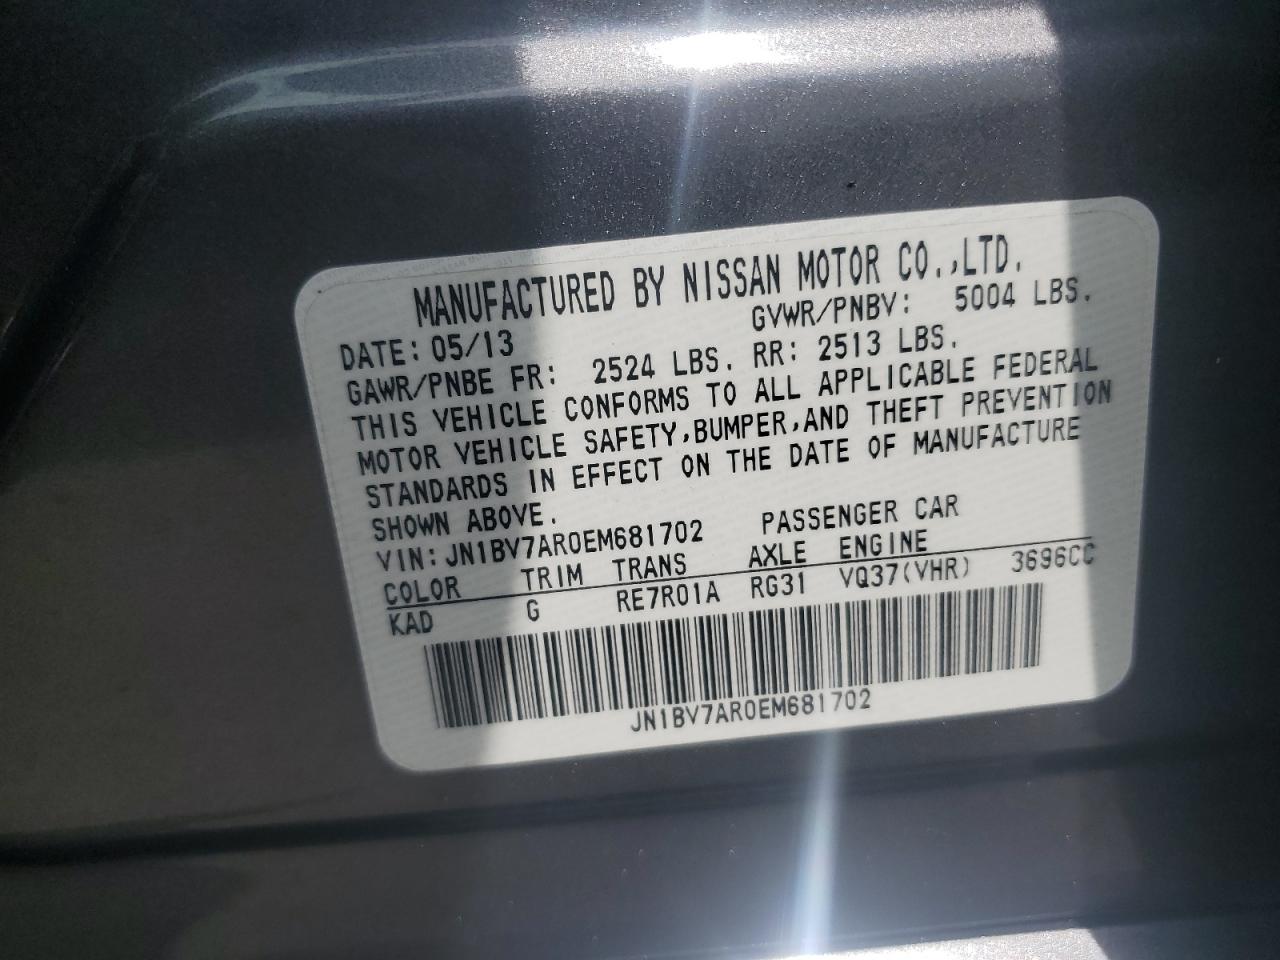 MANUFACTURED BY NISSAN MOTOR CO.,LTD.
DATE: 05/13 GVWR/PNBV: 5004 LBS.
GAWR/PNBE FR: 2524 LBS. RR: 2513 LBS.
THIS VEHICLE CONFORMS TO ALL APPLICABLE FEDERAL
MOTOR VEHICLE SAFETY,BUMPER,AND THEFT PREVENTION
STANDARDS IN EFFECT ON THE DATE OF MANUFACTURE
SHOWN ABOVE.
VIN: JN1BV7AR0EM681702 PASSENGER CAR
COLOR TRIM TRANS AXLE ENGINE
KAD G RE7R01A RG31 VQ37(VHR) 3696CC
JN1BV7AR0EM681702